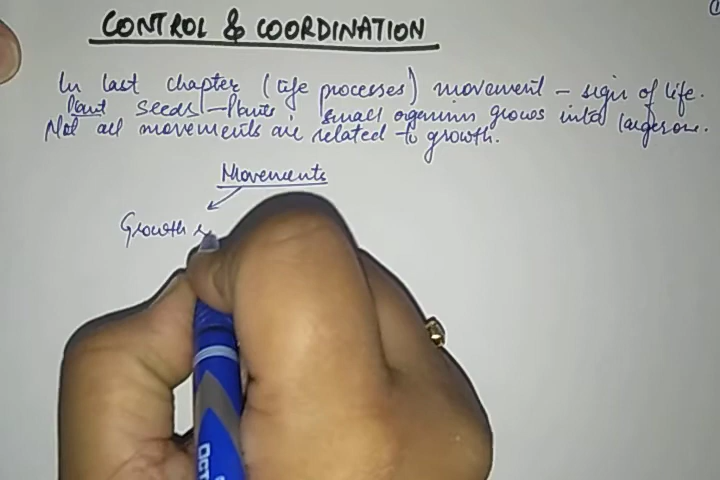 CONTROL & COORDINATION
In last chapter (Life processes) movement - sign of life.
Plant seeds - Plants small organism grows into larger one.
Not all movements are related to growth.
Movements
Growth